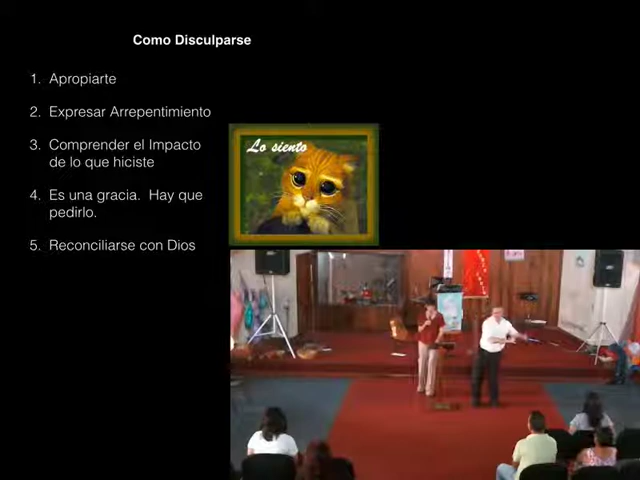 Como Disculparse
1. Apropiarte
2. Expresar Arrepentimiento
3. Comprender el Impacto
de lo que hiciste
4. Es una gracia. Hay que
pedirlo.
5. Reconciliarse con Dios
Lo siento